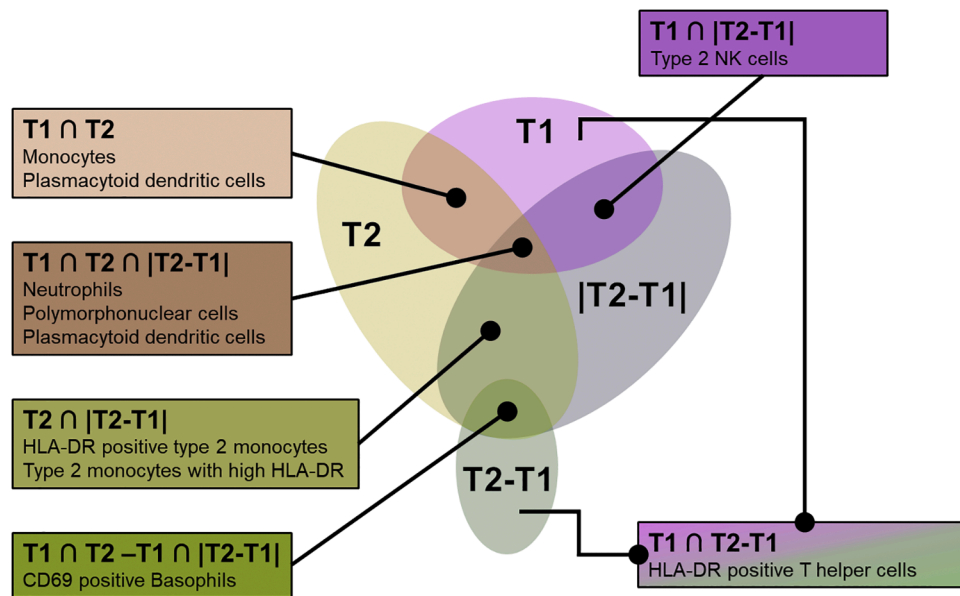 T1 ∩ |T2-T1|
Type 2 NK cells
T1 ∩ T2
Monocytes
Plasmacytoid dendritic cells
T1
T2
T1 ∩ T2 ∩ |T2-T1|
Neutrophils
Polymorphonuclear cells
Plasmacytoid dendritic cells
|T2-T1|
T2 ∩ |T2-T1|
HLA-DR positive type 2 monocytes
Type 2 monocytes with high HLA-DR
T2-T1
T1 ∩ T2 –T1 ∩ |T2-T1|
CD69 positive Basophils
T1 ∩ T2-T1
HLA-DR positive T helper cells